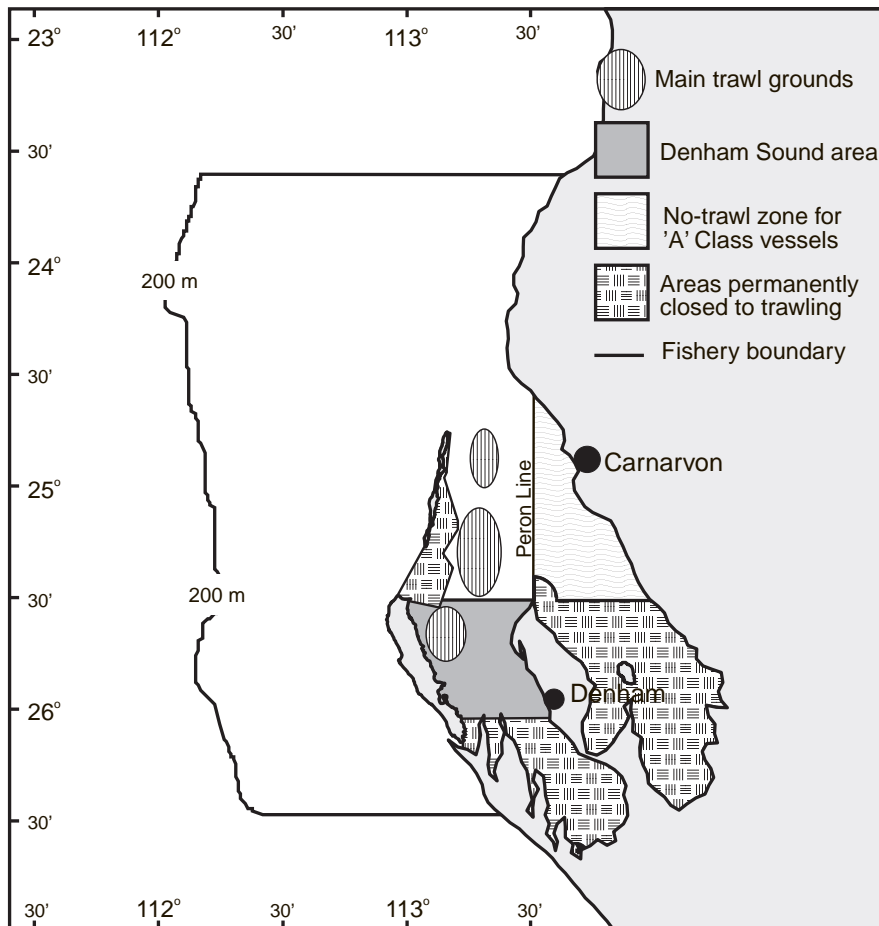 23° 112° 30’ 113° 30’
Main trawl grounds
30’
Denham Sound area
No-trawl zone for
’A’ Class vessels
24°
200 m
Areas permanently
closed to trawling
Fishery boundary
30’
Carnarvon
25°
Peron Line
30’
200 m
Denham
26°
30’
30’ 112° 30’ 113° 30’